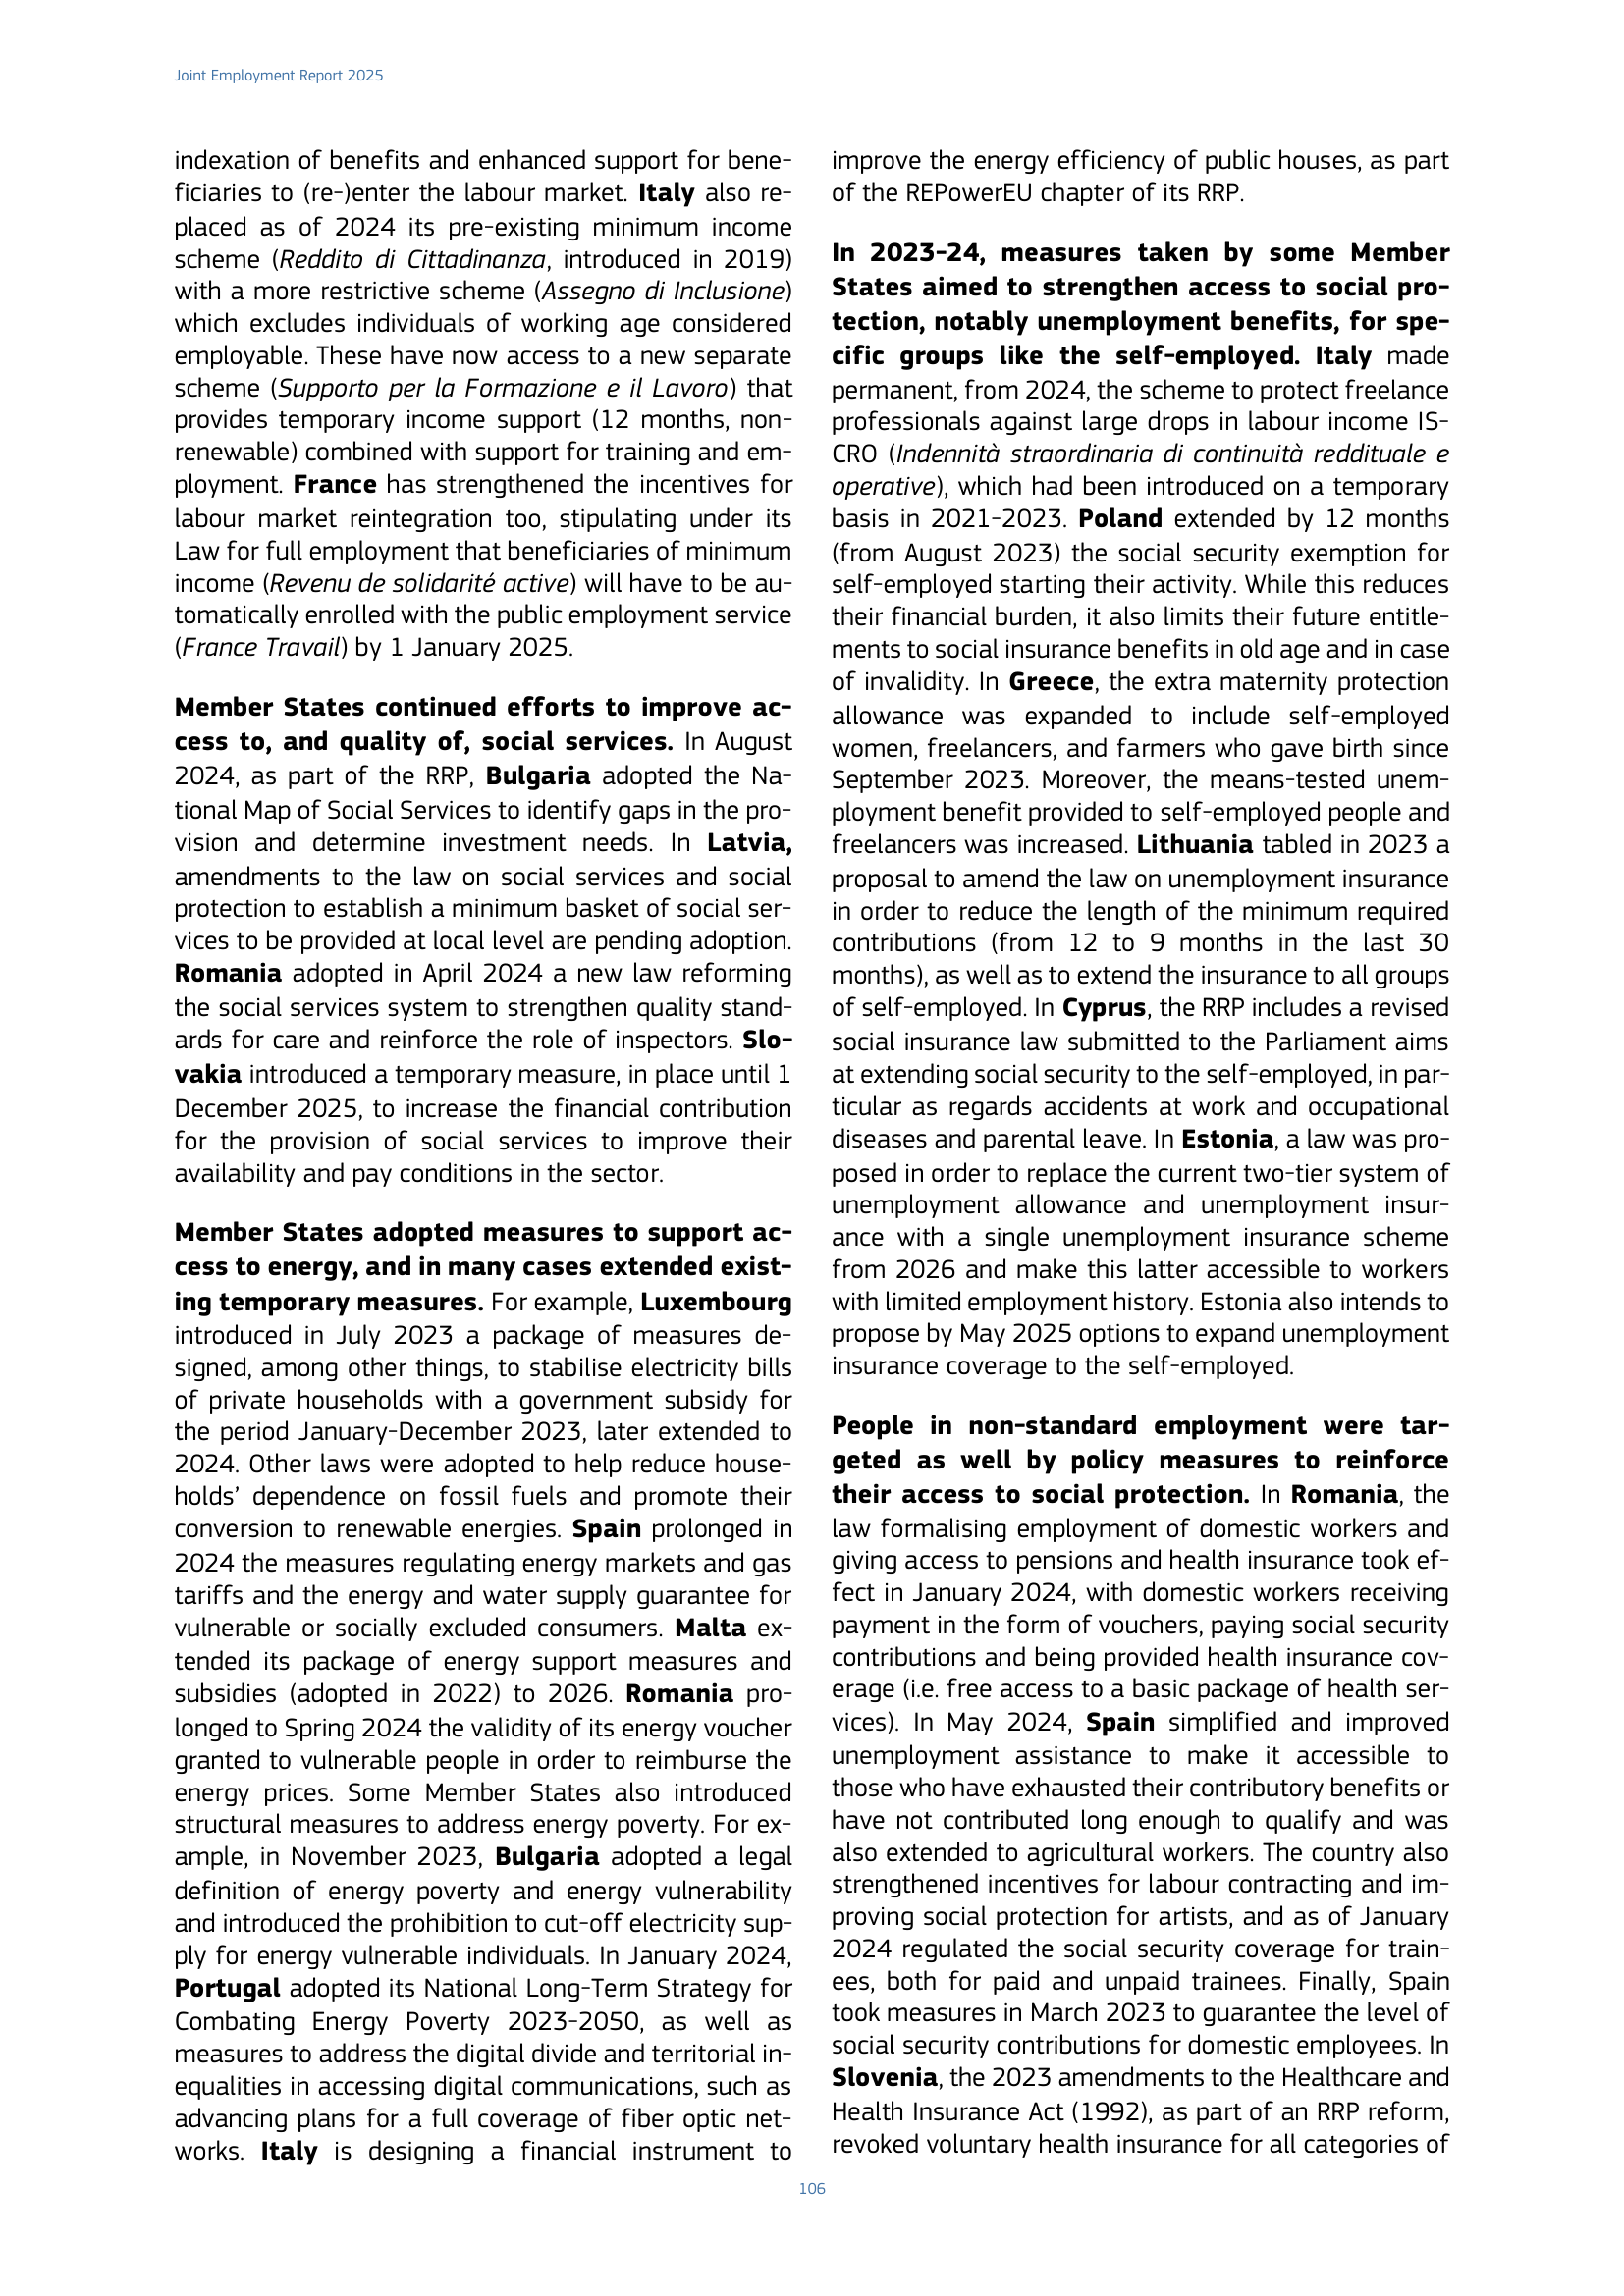 Joint Employment Report 2025
indexation of benefits and enhanced support for bene-
ficiaries to (re-)enter the labour market. Italy also re-
placed as of 2024 its pre-existing minimum income
scheme (Reddito di Cittadinanza, introduced in 2019)
with a more restrictive scheme (Assegno di Inclusione)
which excludes individuals of working age considered
employable. These have now access to a new separate
scheme (Supporto per la Formazione e il Lavoro) that
provides temporary income support (12 months, non-
renewable) combined with support for training and em-
ployment. France has strengthened the incentives for
labour market reintegration too, stipulating under its
Law for full employment that beneficiaries of minimum
income (Revenu de solidarité active) will have to be au-
tomatically enrolled with the public employment service
(France Travail) by 1 January 2025.
Member States continued efforts to improve ac-
cess to, and quality of, social services. In August
2024, as part of the RRP, Bulgaria adopted the Na-
tional Map of Social Services to identify gaps in the pro-
vision and determine investment needs. In Latvia,
amendments to the law on social services and social
protection to establish a minimum basket of social ser-
vices to be provided at local level are pending adoption.
Romania adopted in April 2024 a new law reforming
the social services system to strengthen quality stand-
ards for care and reinforce the role of inspectors. Slo-
vakia introduced a temporary measure, in place until 1
December 2025, to increase the financial contribution
for the provision of social services to improve their
availability and pay conditions in the sector.
Member States adopted measures to support ac-
cess to energy, and in many cases extended exist-
ing temporary measures. For example, Luxembourg
introduced in July 2023 a package of measures de-
signed, among other things, to stabilise electricity bills
of private households with a government subsidy for
the period January-December 2023, later extended to
2024. Other laws were adopted to help reduce house-
holds’ dependence on fossil fuels and promote their
conversion to renewable energies. Spain prolonged in
2024 the measures regulating energy markets and gas
tariffs and the energy and water supply guarantee for
vulnerable or socially excluded consumers. Malta ex-
tended its package of energy support measures and
subsidies (adopted in 2022) to 2026. Romania pro-
longed to Spring 2024 the validity of its energy voucher
granted to vulnerable people in order to reimburse the
energy prices. Some Member States also introduced
structural measures to address energy poverty. For ex-
ample, in November 2023, Bulgaria adopted a legal
definition of energy poverty and energy vulnerability
and introduced the prohibition to cut-off electricity sup-
ply for energy vulnerable individuals. In January 2024,
Portugal adopted its National Long-Term Strategy for
Combating Energy Poverty 2023-2050, as well as
measures to address the digital divide and territorial in-
equalities in accessing digital communications, such as
advancing plans for a full coverage of fiber optic net-
works. Italy is designing a financial instrument to
improve the energy efficiency of public houses, as part
of the REPowerEU chapter of its RRP.
In 2023-24, measures taken by some Member
States aimed to strengthen access to social pro-
tection, notably unemployment benefits, for spe-
cific groups like the self-employed. Italy made
permanent, from 2024, the scheme to protect freelance
professionals against large drops in labour income IS-
CRO (Indennità straordinaria di continuità reddituale e
operative), which had been introduced on a temporary
basis in 2021-2023. Poland extended by 12 months
(from August 2023) the social security exemption for
self-employed starting their activity. While this reduces
their financial burden, it also limits their future entitle-
ments to social insurance benefits in old age and in case
of invalidity. In Greece, the extra maternity protection
allowance was expanded to include self-employed
women, freelancers, and farmers who gave birth since
September 2023. Moreover, the means-tested unem-
ployment benefit provided to self-employed people and
freelancers was increased. Lithuania tabled in 2023 a
proposal to amend the law on unemployment insurance
in order to reduce the length of the minimum required
contributions (from 12 to 9 months in the last 30
months), as well as to extend the insurance to all groups
of self-employed. In Cyprus, the RRP includes a revised
social insurance law submitted to the Parliament aims
at extending social security to the self-employed, in par-
ticular as regards accidents at work and occupational
diseases and parental leave. In Estonia, a law was pro-
posed in order to replace the current two-tier system of
unemployment allowance and unemployment insur-
ance with a single unemployment insurance scheme
from 2026 and make this latter accessible to workers
with limited employment history. Estonia also intends to
propose by May 2025 options to expand unemployment
insurance coverage to the self-employed.
People in non-standard employment were tar-
geted as well by policy measures to reinforce
their access to social protection. In Romania, the
law formalising employment of domestic workers and
giving access to pensions and health insurance took ef-
fect in January 2024, with domestic workers receiving
payment in the form of vouchers, paying social security
contributions and being provided health insurance cov-
erage (i.e. free access to a basic package of health ser-
vices). In May 2024, Spain simplified and improved
unemployment assistance to make it accessible to
those who have exhausted their contributory benefits or
have not contributed long enough to qualify and was
also extended to agricultural workers. The country also
strengthened incentives for labour contracting and im-
proving social protection for artists, and as of January
2024 regulated the social security coverage for train-
ees, both for paid and unpaid trainees. Finally, Spain
took measures in March 2023 to guarantee the level of
social security contributions for domestic employees. In
Slovenia, the 2023 amendments to the Healthcare and
Health Insurance Act (1992), as part of an RRP reform,
revoked voluntary health insurance for all categories of
106